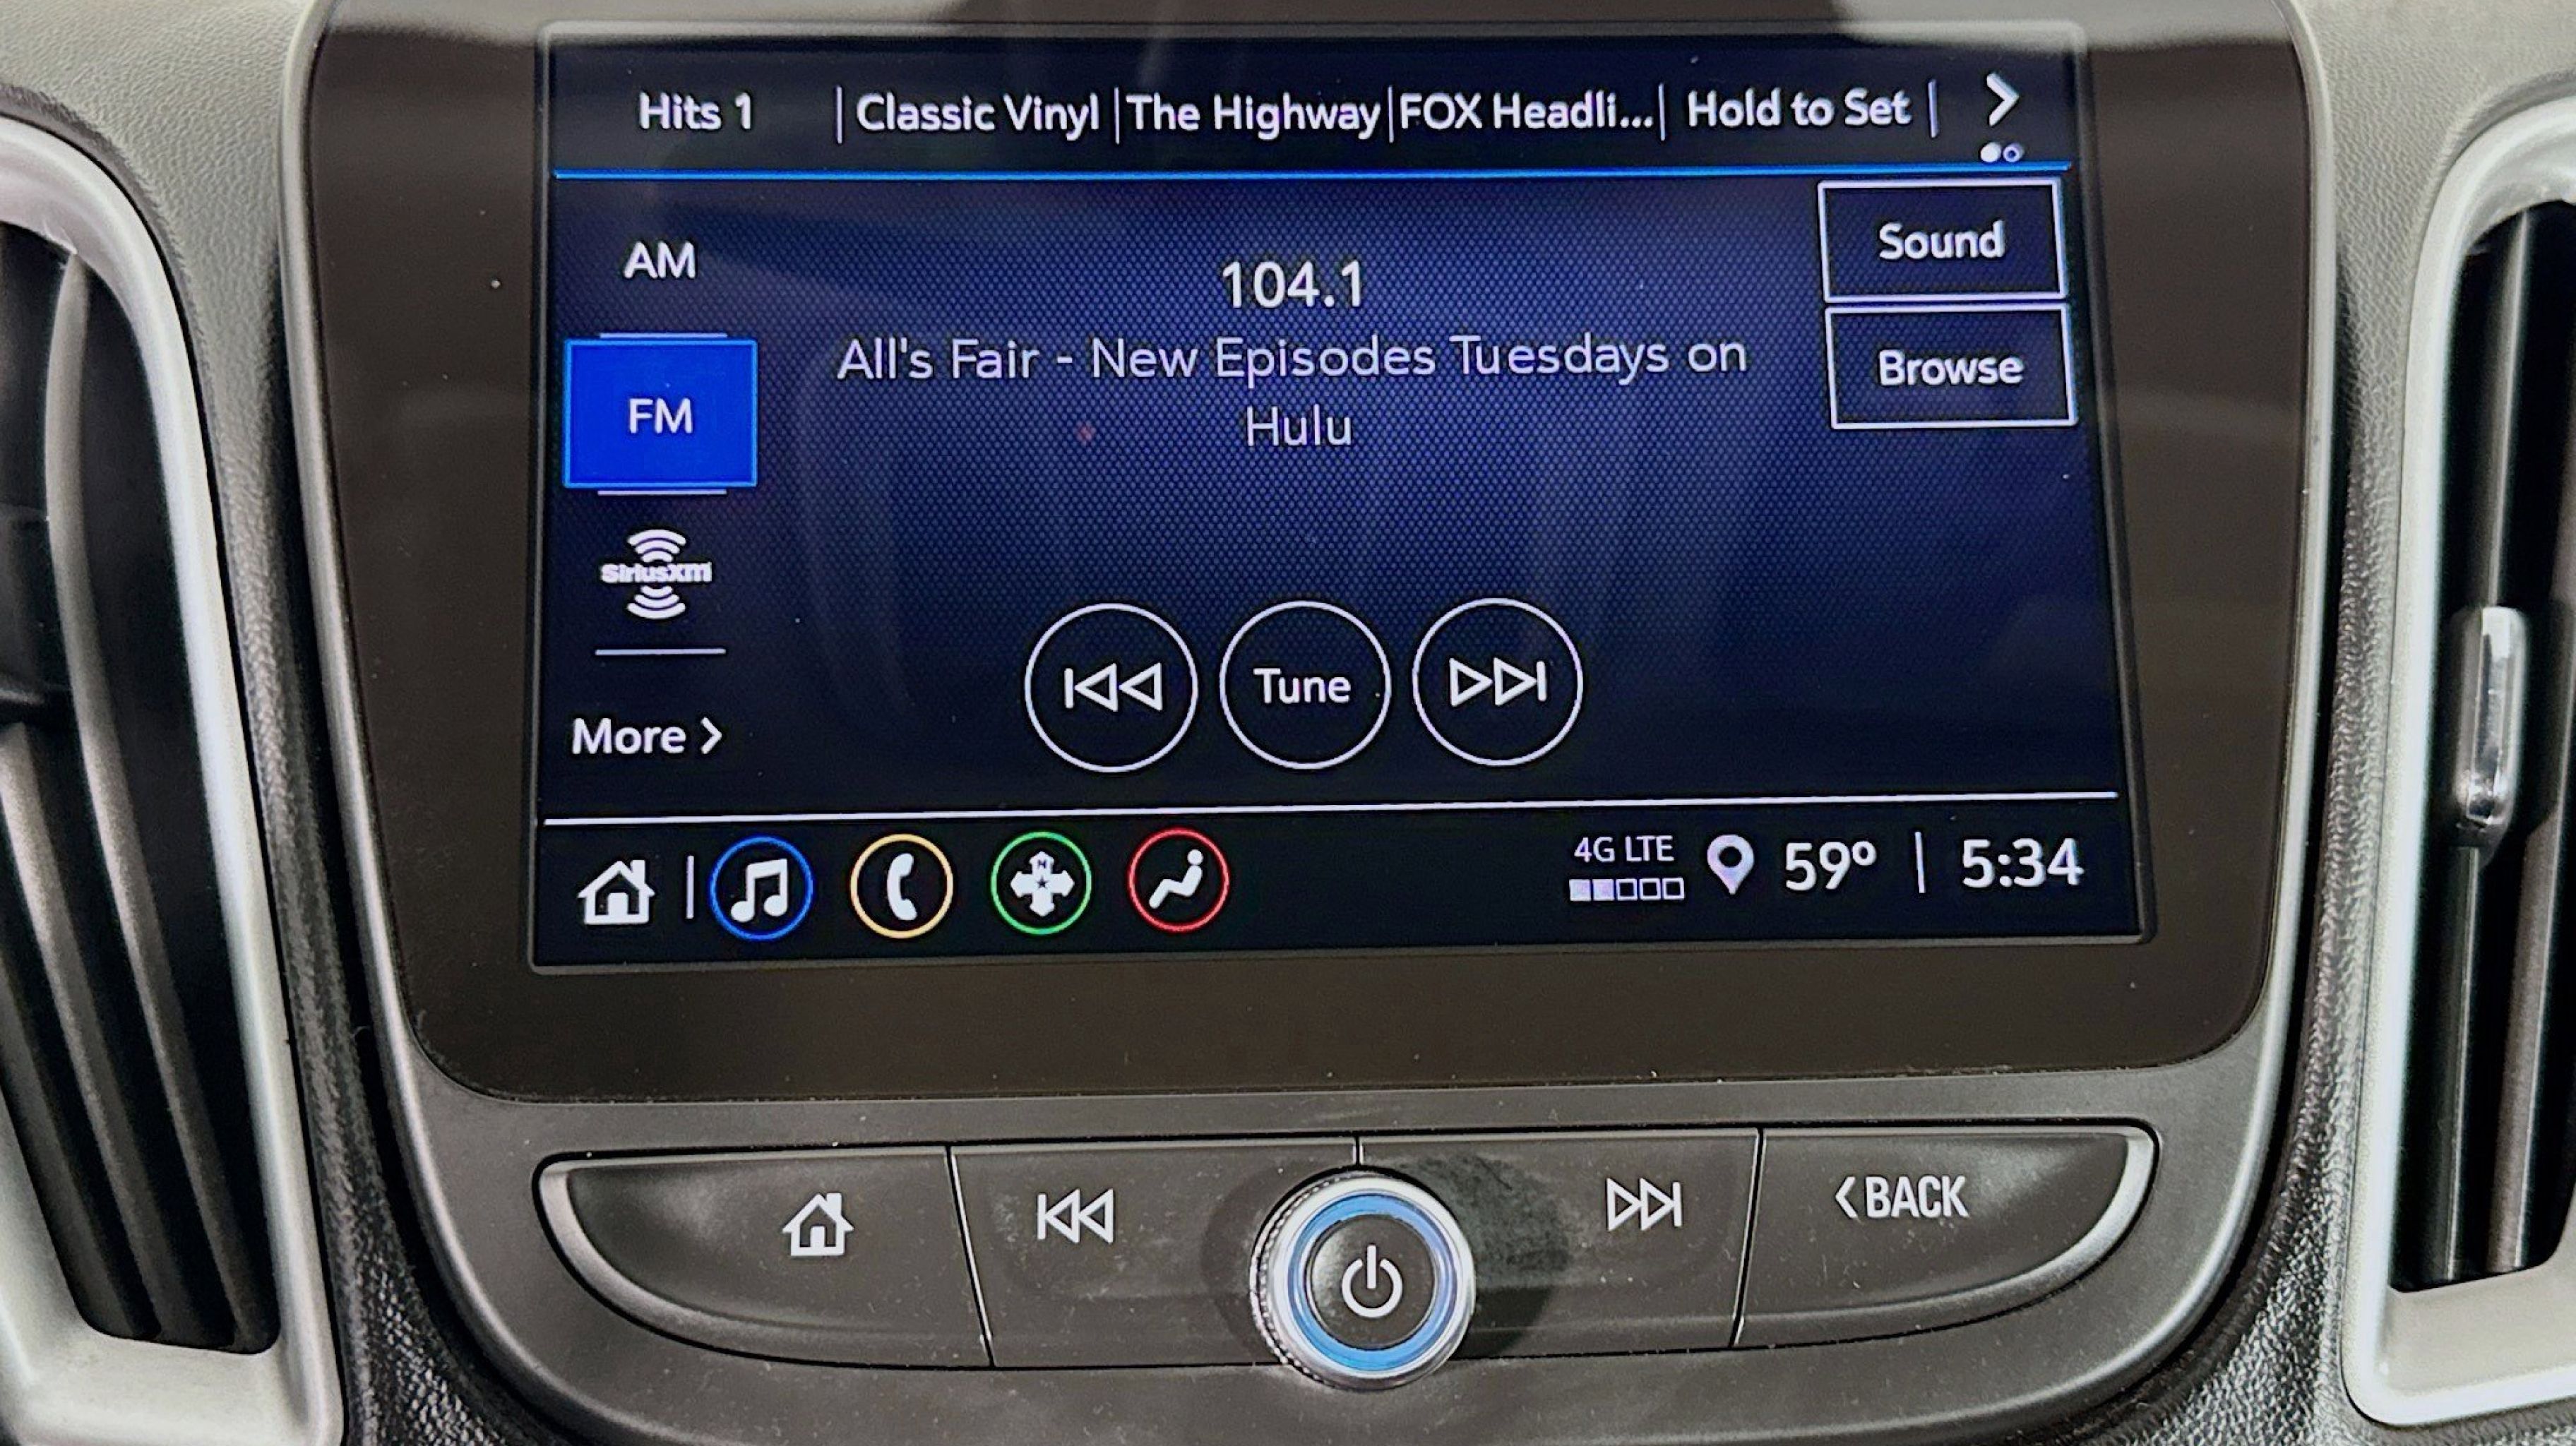 Hits 1 | Classic Vinyl | The Highway | FOX Headli... | Hold to Set |
AM
Sound
104.1
All's Fair - New Episodes Tuesdays on
Hulu
FM
Browse
SiriusXM
Tune
More >
4G LTE
59° | 5:34
N
< BACK